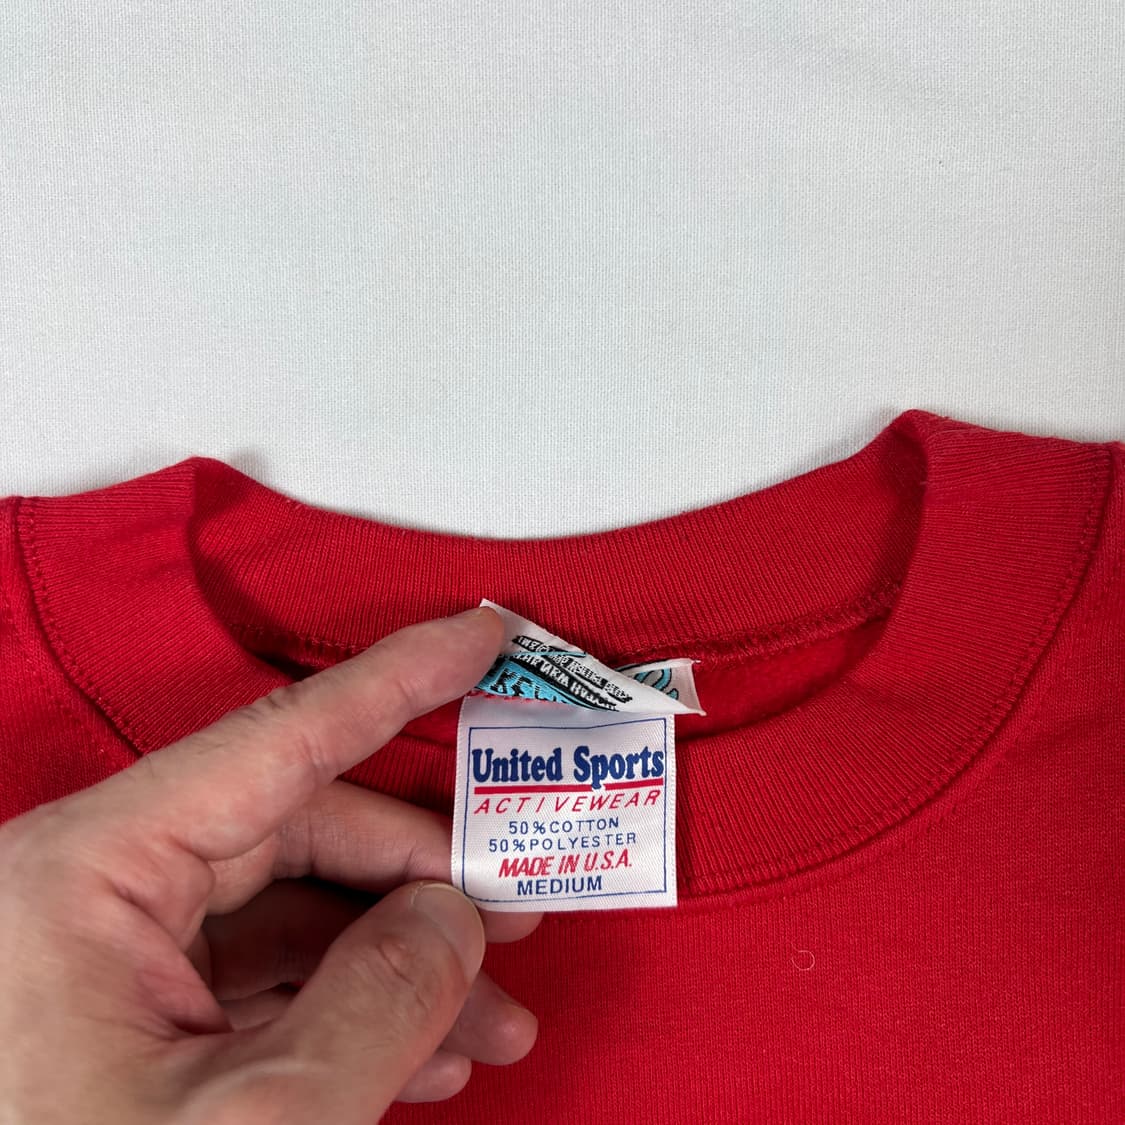 United Sports
ACTIVEWEAR
50% COTTON
50% POLYESTER
MADE IN U.S.A.
MEDIUM